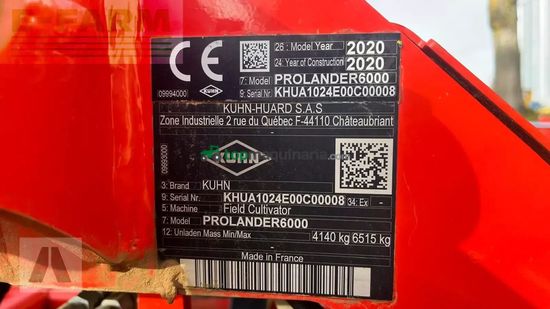 E-FARM
26: Model Year 2020
24: Year of Construction 2020
7: Model PROLANDER6000
9: Serial Nr KHUA1024E00C00008
CE
KUHN
09994000
KUHN-HUARD S.A.S
Zone Industrielle 2 rue du Québec F-44110 Châteaubriant
09993000
KUHN
3: Brand KUHN
9: Serial Nr. KHUA1024E00C00008 34: Ex -
5: Machine Field Cultivator
7: Model PROLANDER6000
12: Unladen Mass Min/Max 4140 kg 6515 kg
Made in France